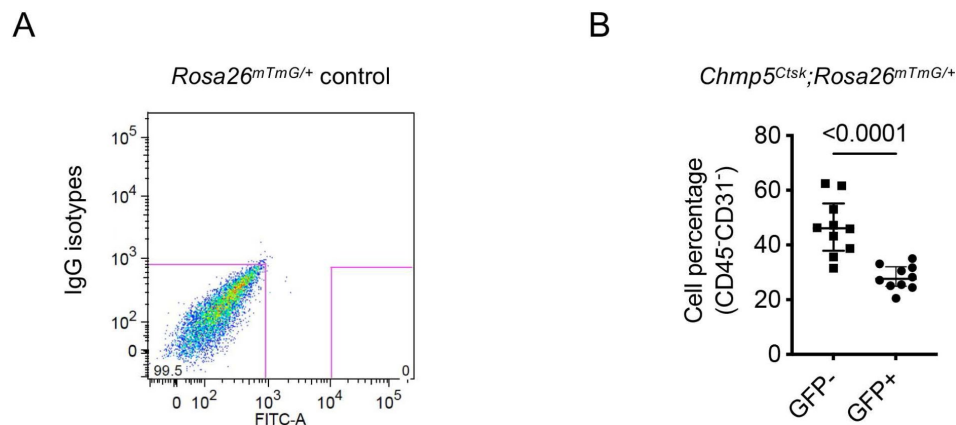 A
Rosa26mTmG/+ control
IgG isotypes
10⁵
10⁴
10³
10²
0
99.5
0
0 10² 10³ 10⁴ 10⁵
FITC-A
B
Chmp5Ctsk;Rosa26mTmG/+
<0.0001
Cell percentage
(CD45⁻CD31⁻)
80
60
40
20
0
GFP-
GFP+